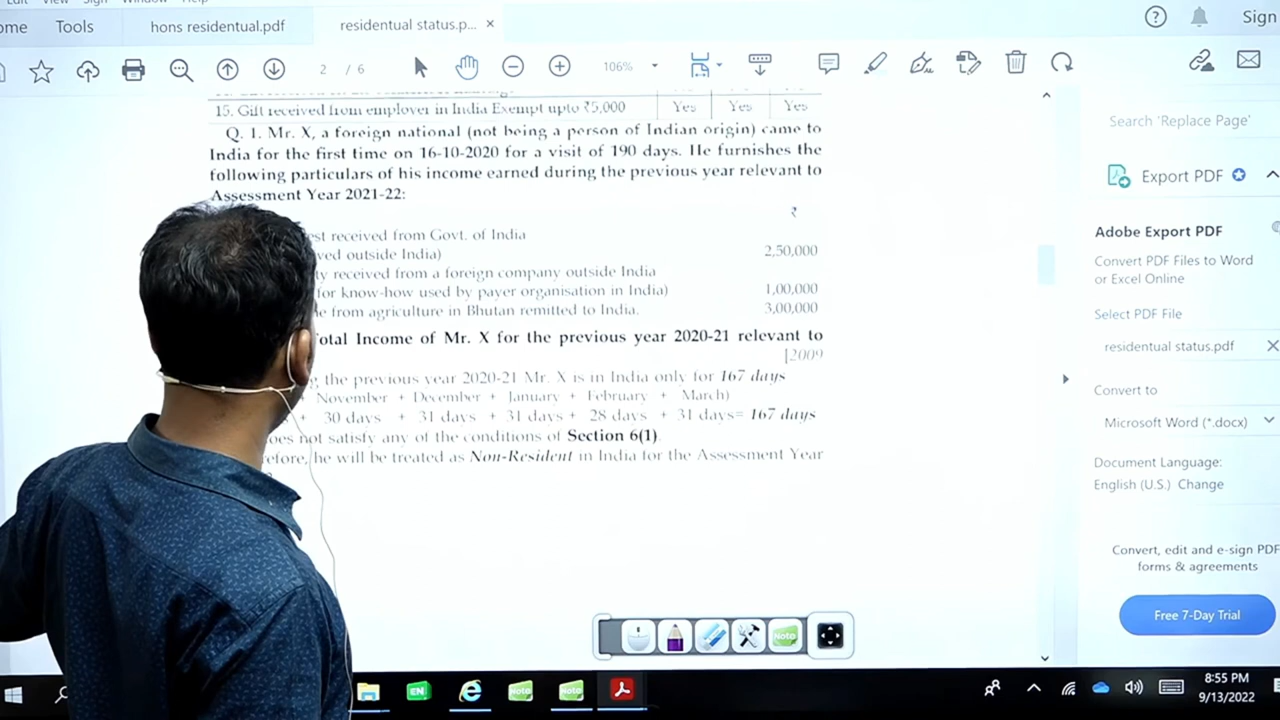 Help
ome
Tools
hons residential.pdf
residentual status.p...
Sign
2 / 6
106%
15. Gift received from employer in India Exempt upto ₹5,000 Yes Yes Yes
Q. 1. Mr. X, a foreign national (not being a person of Indian origin) came to
India for the first time on 16-10-2020 for a visit of 190 days. He furnishes the
following particulars of his income earned during the previous year relevant to
Assessment Year 2021-22:
₹
est received from Govt. of India
ved outside India) 2,50,000
ty received from a foreign company outside India
for know-how used by payer organisation in India) 1,00,000
e from agriculture in Bhutan remitted to India. 3,00,000
otal Income of Mr. X for the previous year 2020-21 relevant to
[2009
g the previous year 2020-21 Mr. X is in India only for 167 days
November + December + January + February + March)
+ 30 days + 31 days + 31 days + 28 days + 31 days= 167 days
oes not satisfy any of the conditions of Section 6(1).
refore, he will be treated as Non-Resident in India for the Assessment Year
Search 'Replace Page'
Export PDF
Adobe Export PDF
Convert PDF Files to Word
or Excel Online
Select PDF File
residentual status.pdf
Convert to
Microsoft Word (*.docx)
Document Language:
English (U.S.) Change
Convert, edit and e-sign PDF
forms & agreements
Free 7-Day Trial
Note
EN
Note
Note
8:55 PM
9/13/2022